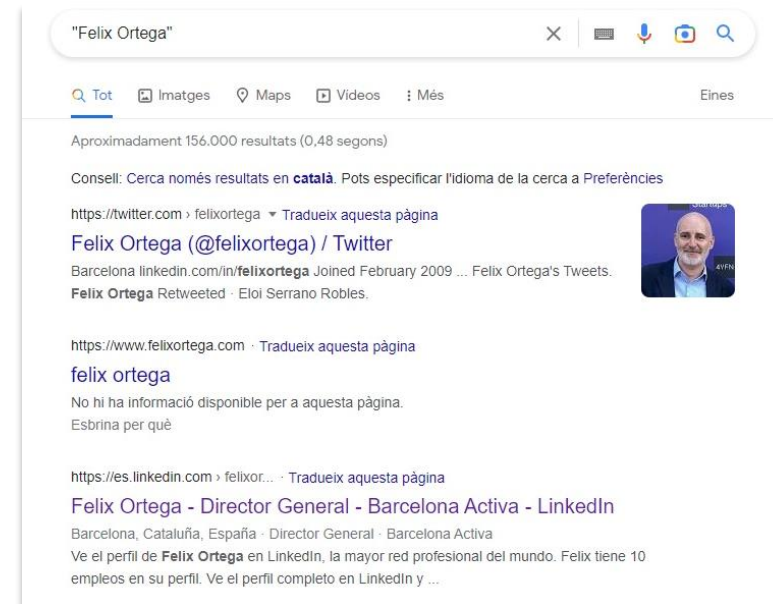 "Felix Ortega"
Tot Imatges Maps Vídeos Més Eines
Aproximadament 156.000 resultats (0,48 segons)
Consell: Cerca només resultats en català. Pots especificar l'idioma de la cerca a Preferències
https://twitter.com › felixortega Tradueix aquesta pàgina
Felix Ortega (@felixortega) / Twitter
Barcelona linkedin.com/in/felixortega Joined February 2009 ... Felix Ortega's Tweets.
Felix Ortega Retweeted · Eloi Serrano Robles.
Startups
4YFN
https://www.felixortega.com · Tradueix aquesta pàgina
felix ortega
No hi ha informació disponible per a aquesta pàgina.
Esbrina per què
https://es.linkedin.com › felixor... · Tradueix aquesta pàgina
Felix Ortega - Director General - Barcelona Activa - LinkedIn
Barcelona, Cataluña, España · Director General · Barcelona Activa
Ve el perfil de Felix Ortega en LinkedIn, la mayor red profesional del mundo. Felix tiene 10
empleos en su perfil. Ve el perfil completo en LinkedIn y ...